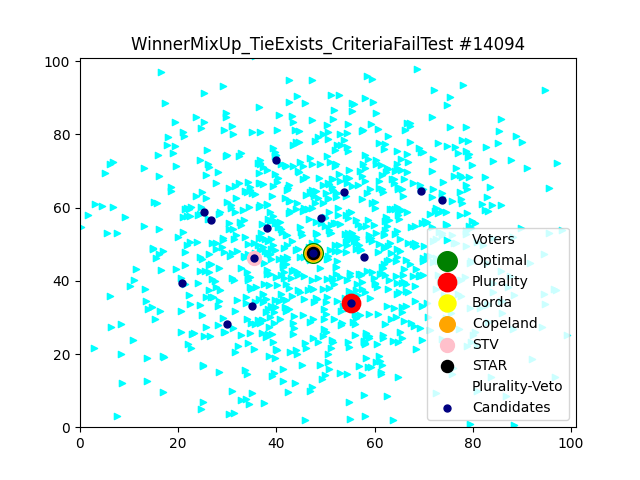 WinnerMixUp_TieExists_CriteriaFailTest #14094
100
80
60
40
20
0
0 20 40 60 80 100
Voters
Optimal
Plurality
Borda
Copeland
STV
STAR
Plurality-Veto
Candidates